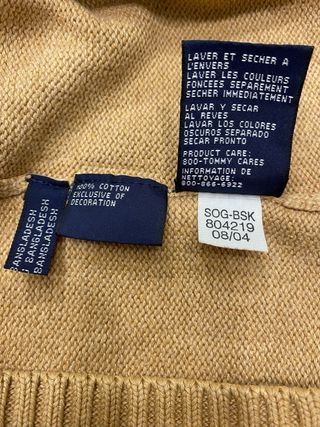 LAVER ET SECHER A
L'ENVERS
LAVER LES COULEURS
FONCEES SEPAREMENT
SECHER IMMEDIATEMENT
LAVAR Y SECAR
AL REVES
LAVAR LOS COLORES
OSCUROS SEPARADO
SECAR PRONTO
PRODUCT CARE:
800-TOMMY CARES
INFORMATION DE
NETTOYAGE:
800-866-6922
100% COTTON
EXCLUSIVE OF
DECORATION
BANGLADESH
BANGLADESH
BANGLADESH
SOG-BSK
804219
08/04